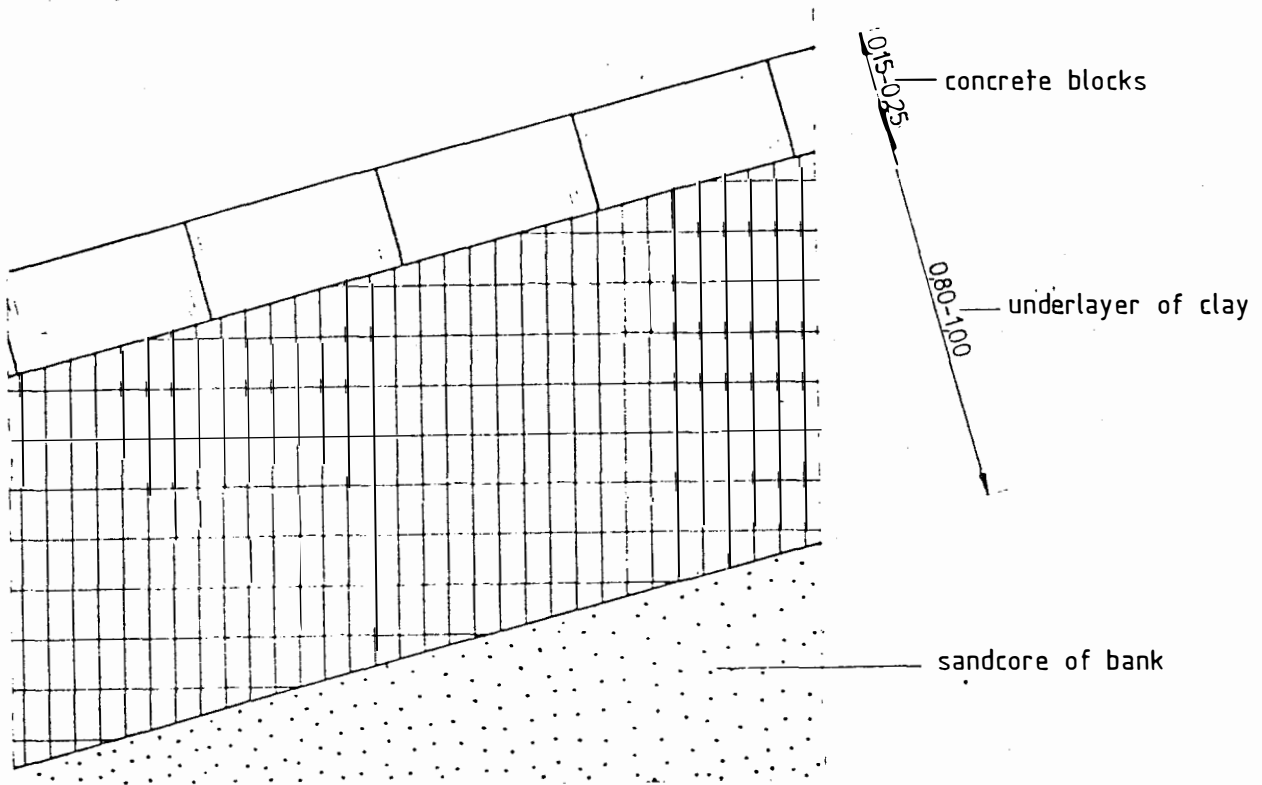 0,15-0,25
concrete blocks
0,80-1,00
underlayer of clay
sandcore of bank